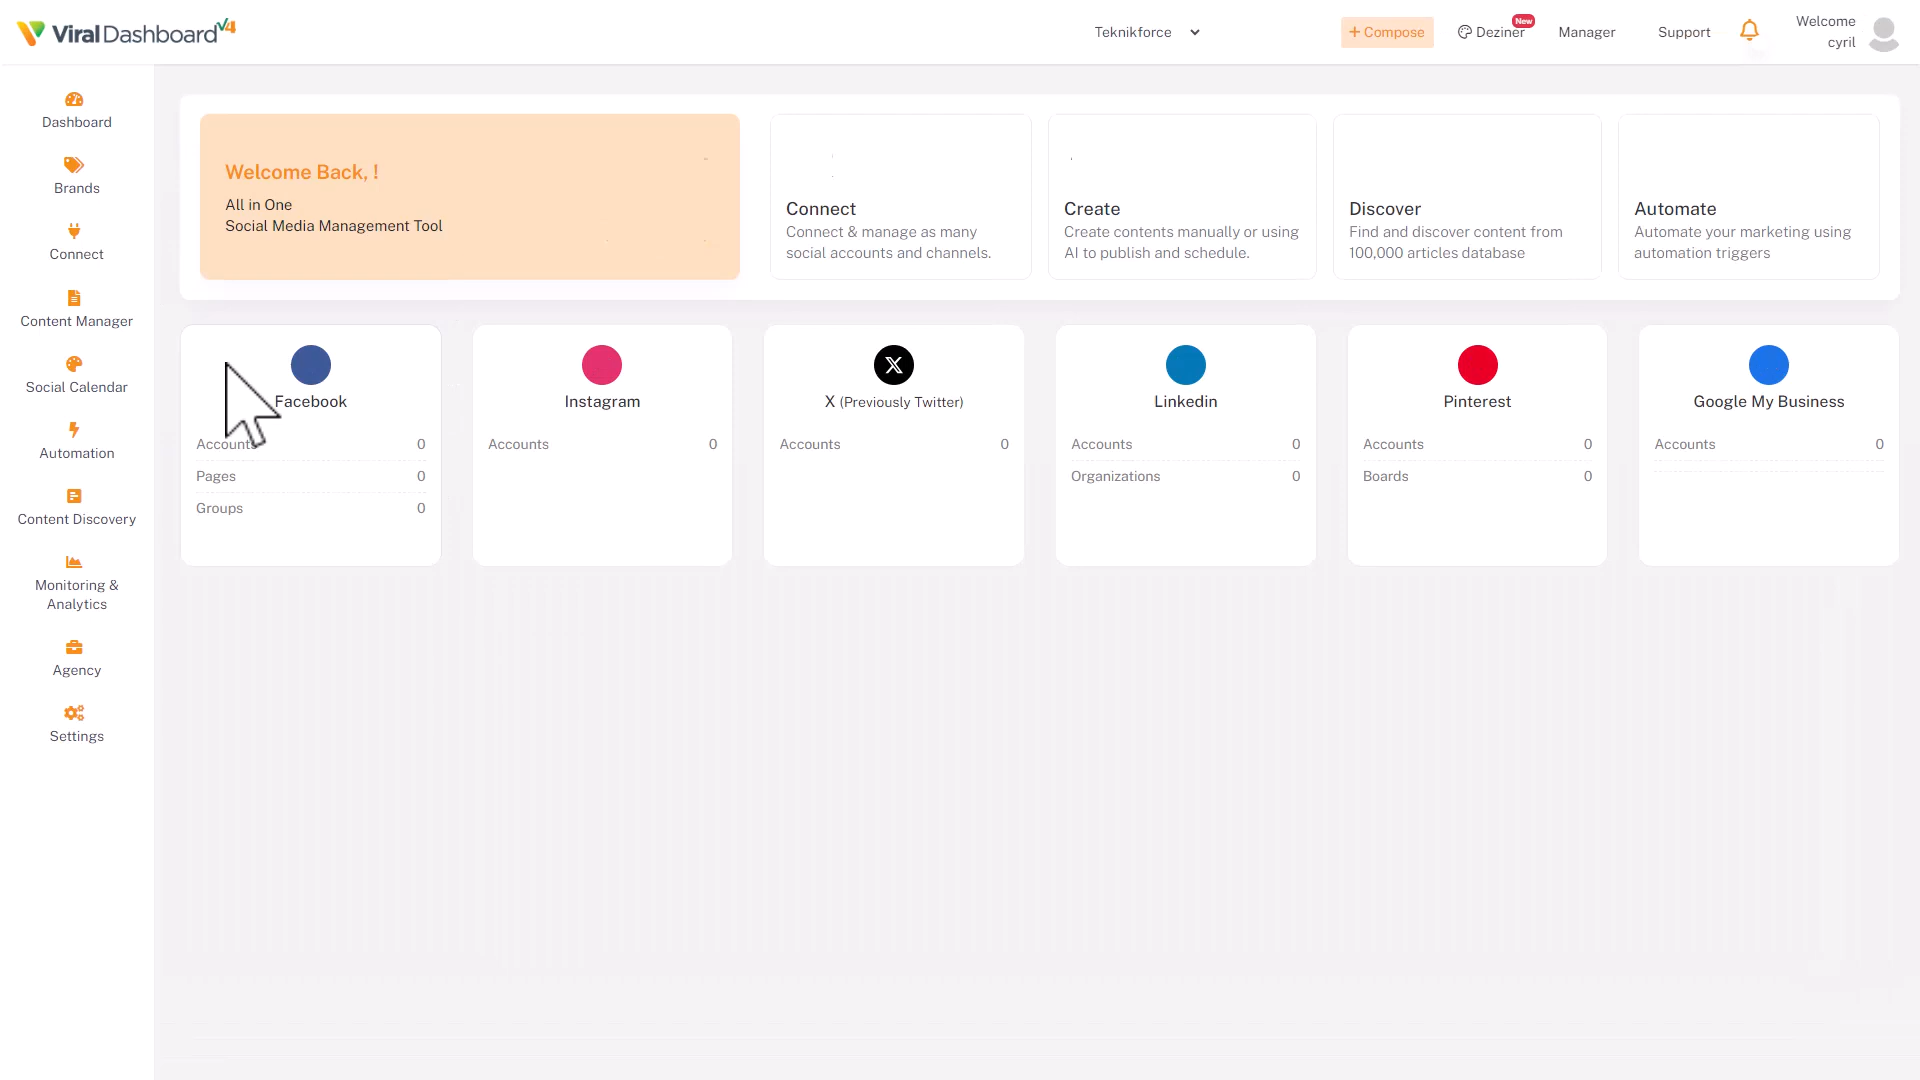 ViralDashboard v4
Teknikforce
+ Compose
Deziner
New
Manager
Support
Welcome
cyril
Dashboard
Brands
Connect
Content Manager
Social Calendar
Automation
Content Discovery
Monitoring &
Analytics
Agency
Settings
Welcome Back, !
All in One
Social Media Management Tool
Connect
Connect & manage as many
social accounts and channels.
Create
Create contents manually or using
AI to publish and schedule.
Discover
Find and discover content from
100,000 articles database
Automate
Automate your marketing using
automation triggers
Facebook
Accounts 0
Pages 0
Groups 0
Instagram
Accounts 0
X (Previously Twitter)
Accounts 0
Linkedin
Accounts 0
Organizations 0
Pinterest
Accounts 0
Boards 0
Google My Business
Accounts 0